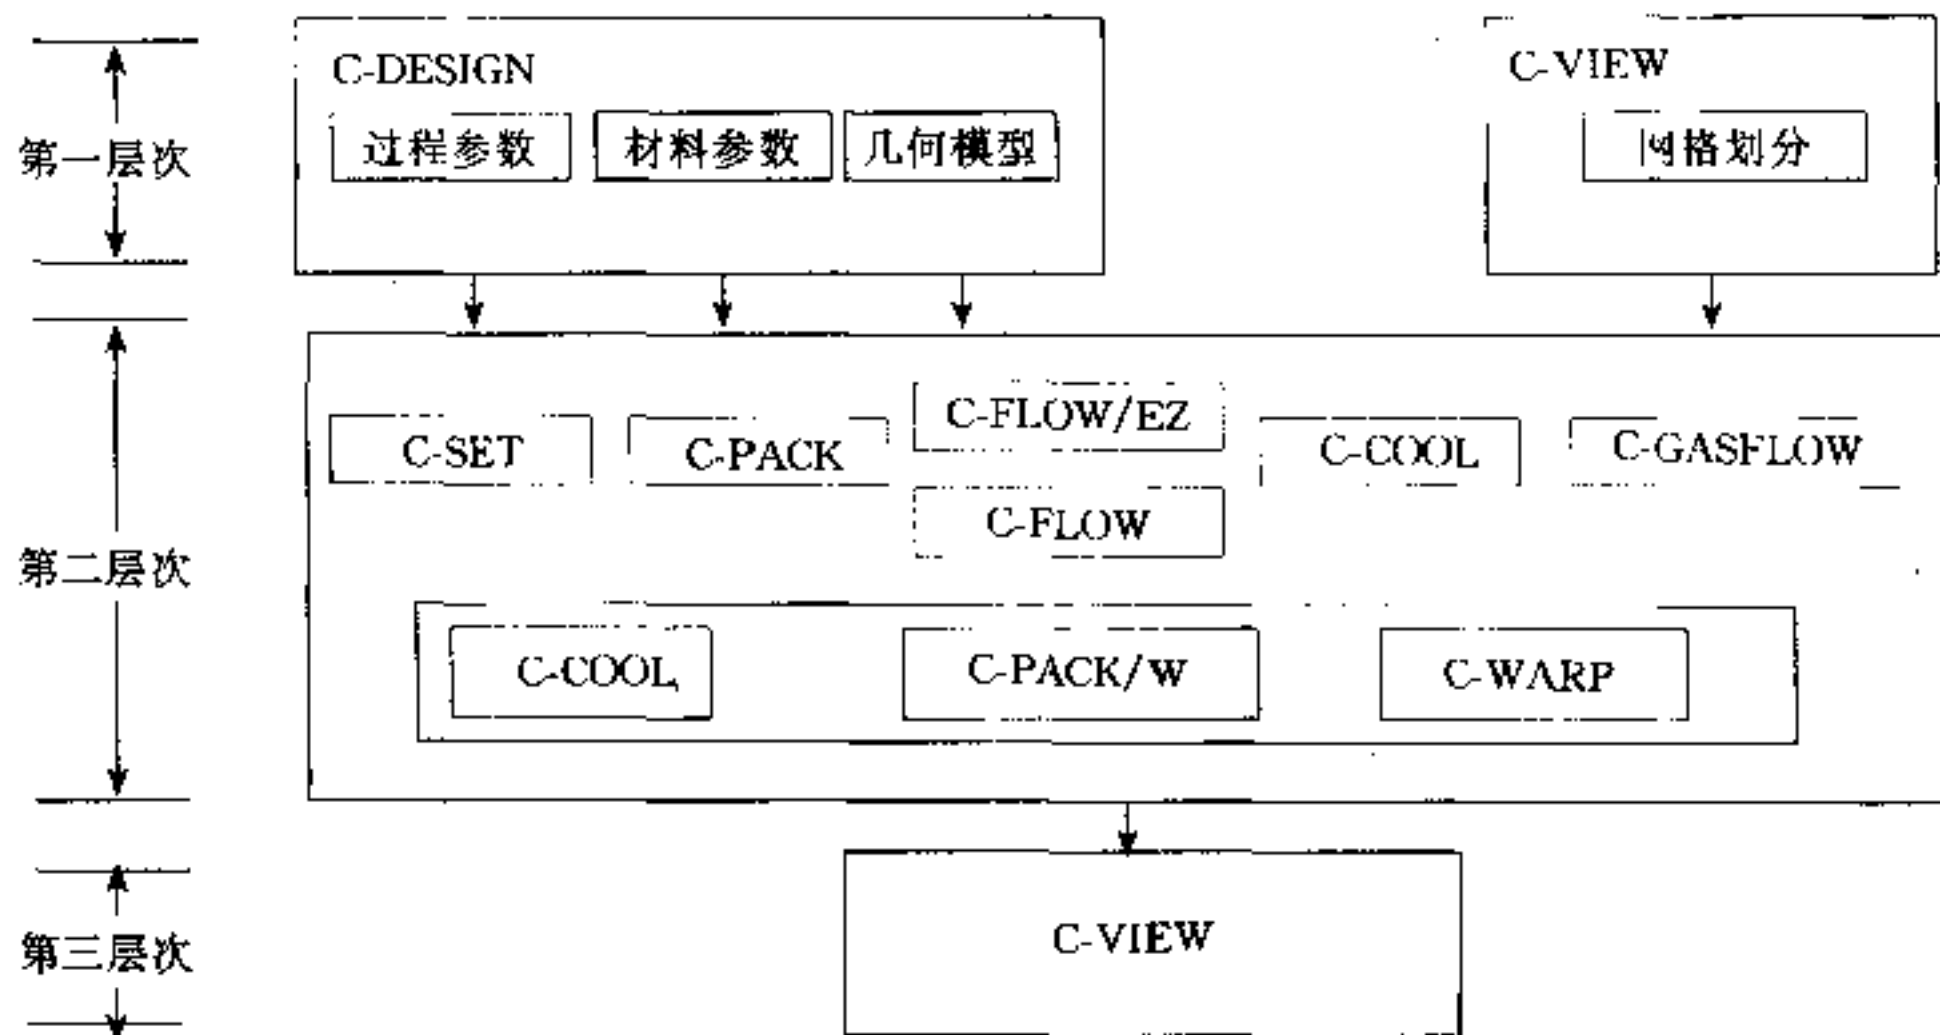 C-DESIGN
C-VIEW
第一层次
过程参数
材料参数
几何模型
网格划分
C-FLOW/EZ
C-SET
C-PACK
C-COOL
C-GASFLOW
C-FLOW
第二层次
C-COOL
C-PACK/W
C-WARP
第三层次
C-VIEW